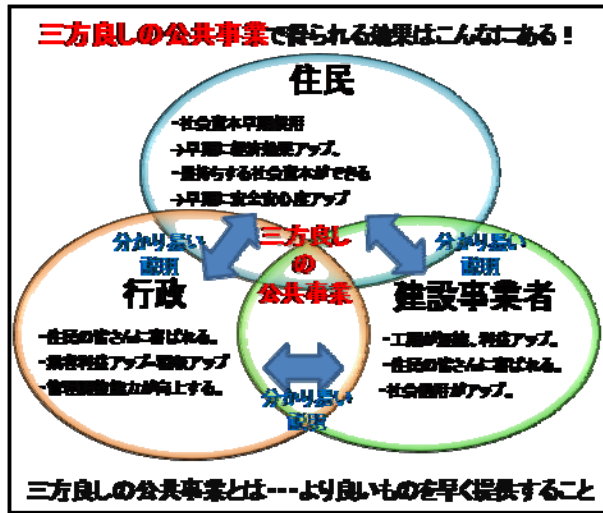 三方良しの公共事業で得られる効果はこんなにある!
住民
・社会資本早期供用
→早期に経済効果アップ。
・長持ちする社会資本ができる
→早期に安全安心度アップ
分かり易い
説明
三方良し
の
公共事業
分かり易い
説明
行政
・住民の皆さんに喜ばれる。
・業者利益アップ→税収アップ
・管理能力が向上する。
建設事業者
・工期が短縮、利益アップ。
・住民の皆さんに喜ばれる。
・社会信用がアップ。
分かり易い
説明
三方良しの公共事業とは・・・より良いものを早く提供すること